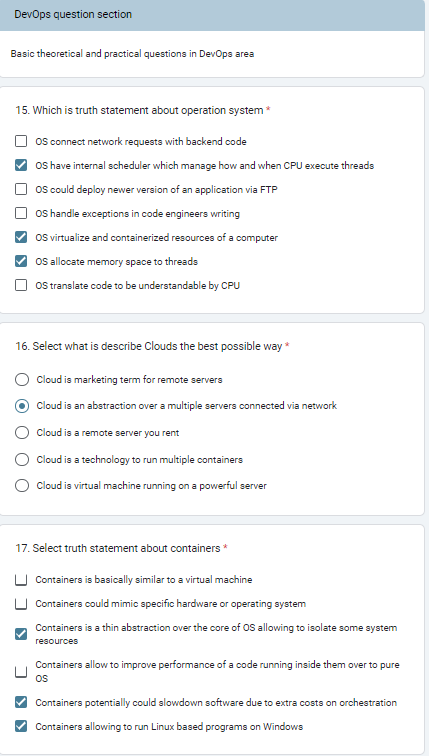 DevOps question section
Basic theoretical and practical questions in DevOps area
15. Which is truth statement about operation system *
OS connect network requests with backend code
OS have internal scheduler which manage how and when CPU execute threads
OS could deploy newer version of an application via FTP
OS handle exceptions in code engineers writing
OS virtualize and containerized resources of a computer
OS allocate memory space to threads
OS translate code to be understandable by CPU
16. Select what is describe Clouds the best possible way *
Cloud is marketing term for remote servers
Cloud is an abstraction over a multiple servers connected via network
Cloud is a remote server you rent
Cloud is a technology to run multiple containers
Cloud is virtual machine running on a powerful server
17. Select truth statement about containers *
Containers is basically similar to a virtual machine
Containers could mimic specific hardware or operating system
Containers is a thin abstraction over the core of OS allowing to isolate some system
resources
Containers allow to improve performance of a code running inside them over to pure
OS
Containers potentially could slowdown software due to extra costs on orchestration
Containers allowing to run Linux based programs on Windows